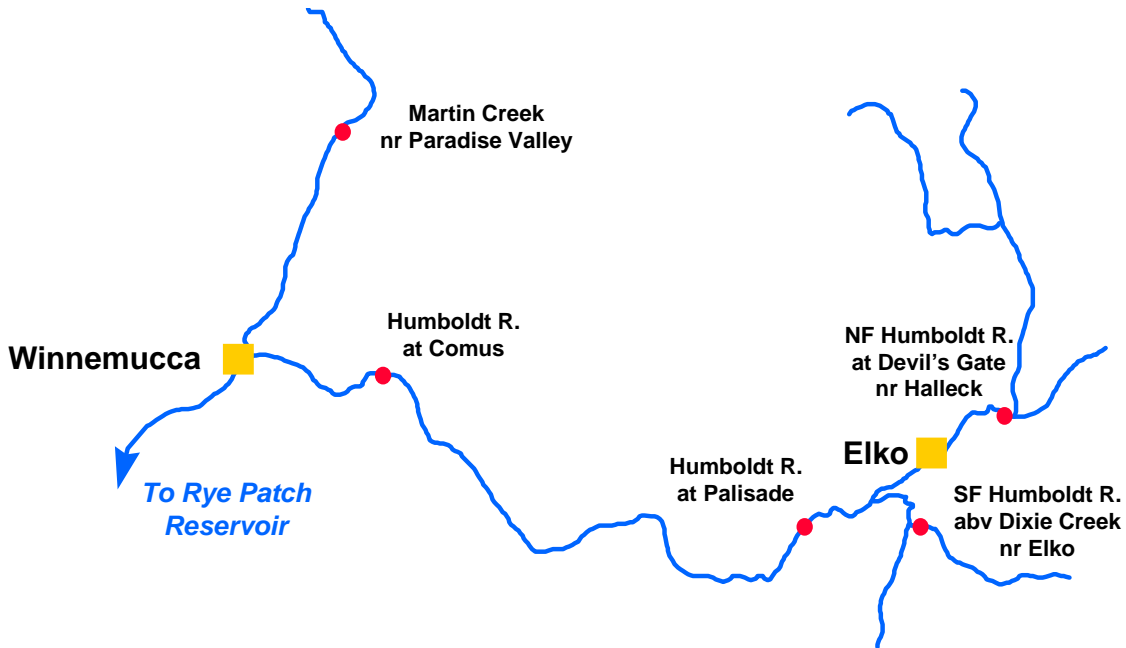 Martin Creek
nr Paradise Valley
Humboldt R.
at Comus
Winnemucca
NF Humboldt R.
at Devil's Gate
nr Halleck
Elko
Humboldt R.
at Palisade
SF Humboldt R.
abv Dixie Creek
nr Elko
To Rye Patch
Reservoir